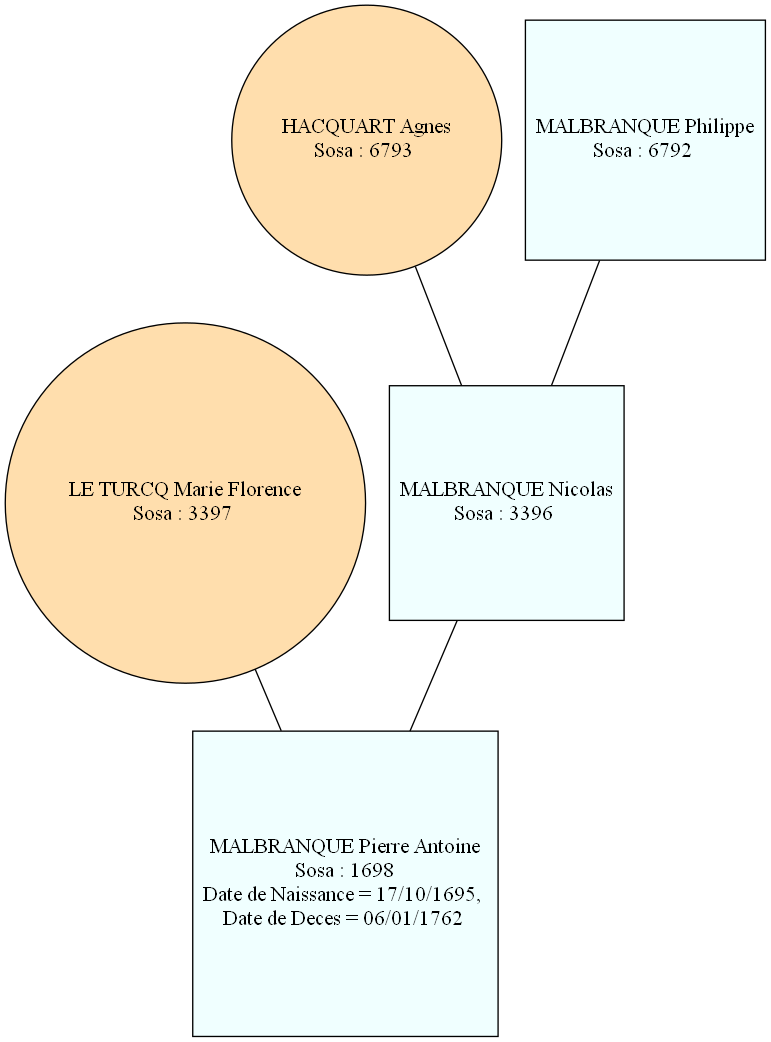 HACQUART Agnes
Sosa : 6793
MALBRANQUE Philippe
Sosa : 6792
LE TURCQ Marie Florence
Sosa : 3397
MALBRANQUE Nicolas
Sosa : 3396
MALBRANQUE Pierre Antoine
Sosa : 1698
Date de Naissance = 17/10/1695,
Date de Deces = 06/01/1762